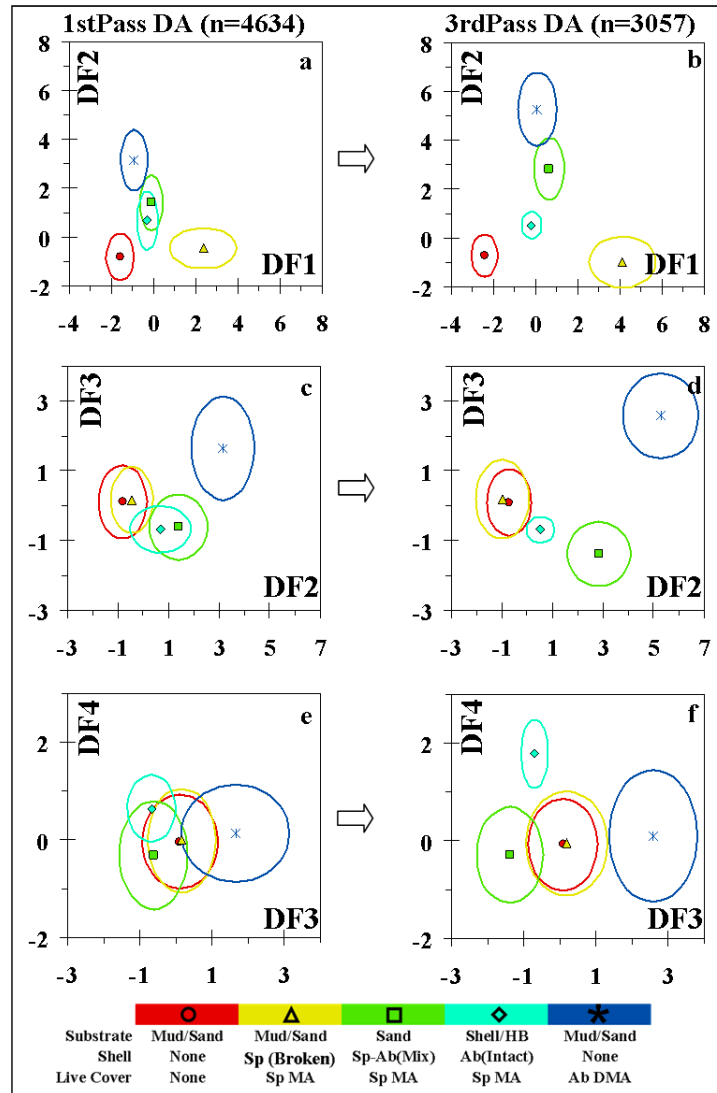 1stPass DA (n=4634) 3rdPass DA (n=3057)
DF2 a DF2 b
8 8
6 6
4 4
2 2
0 0
-2 -2
DF1 DF1
-4 -2 0 2 4 6 8 -4 -2 0 2 4 6 8
DF3 c DF3 d
3 3
1 1
-1 -1
-3 -3
DF2 DF2
-3 -1 1 3 5 7 -3 -1 1 3 5 7
DF4 e DF4 f
2 2
0 0
-2 -2
DF3 DF3
-3 -1 1 3 -3 -1 1 3
Substrate Mud/Sand Mud/Sand Sand Shell/HB Mud/Sand
Shell None Sp (Broken) Sp-Ab(Mix) Ab(Intact) None
Live Cover None Sp MA Sp MA Sp MA Ab DMA